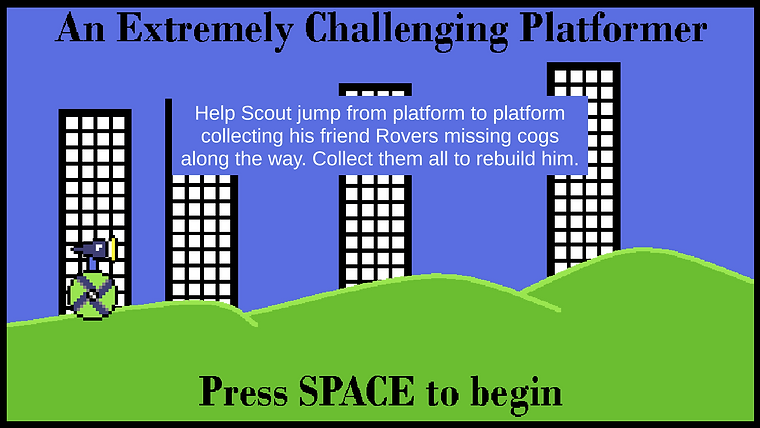 An Extremely Challenging Platformer
Help Scout jump from platform to platform
collecting his friend Rovers missing cogs
along the way. Collect them all to rebuild him.
Press SPACE to begin